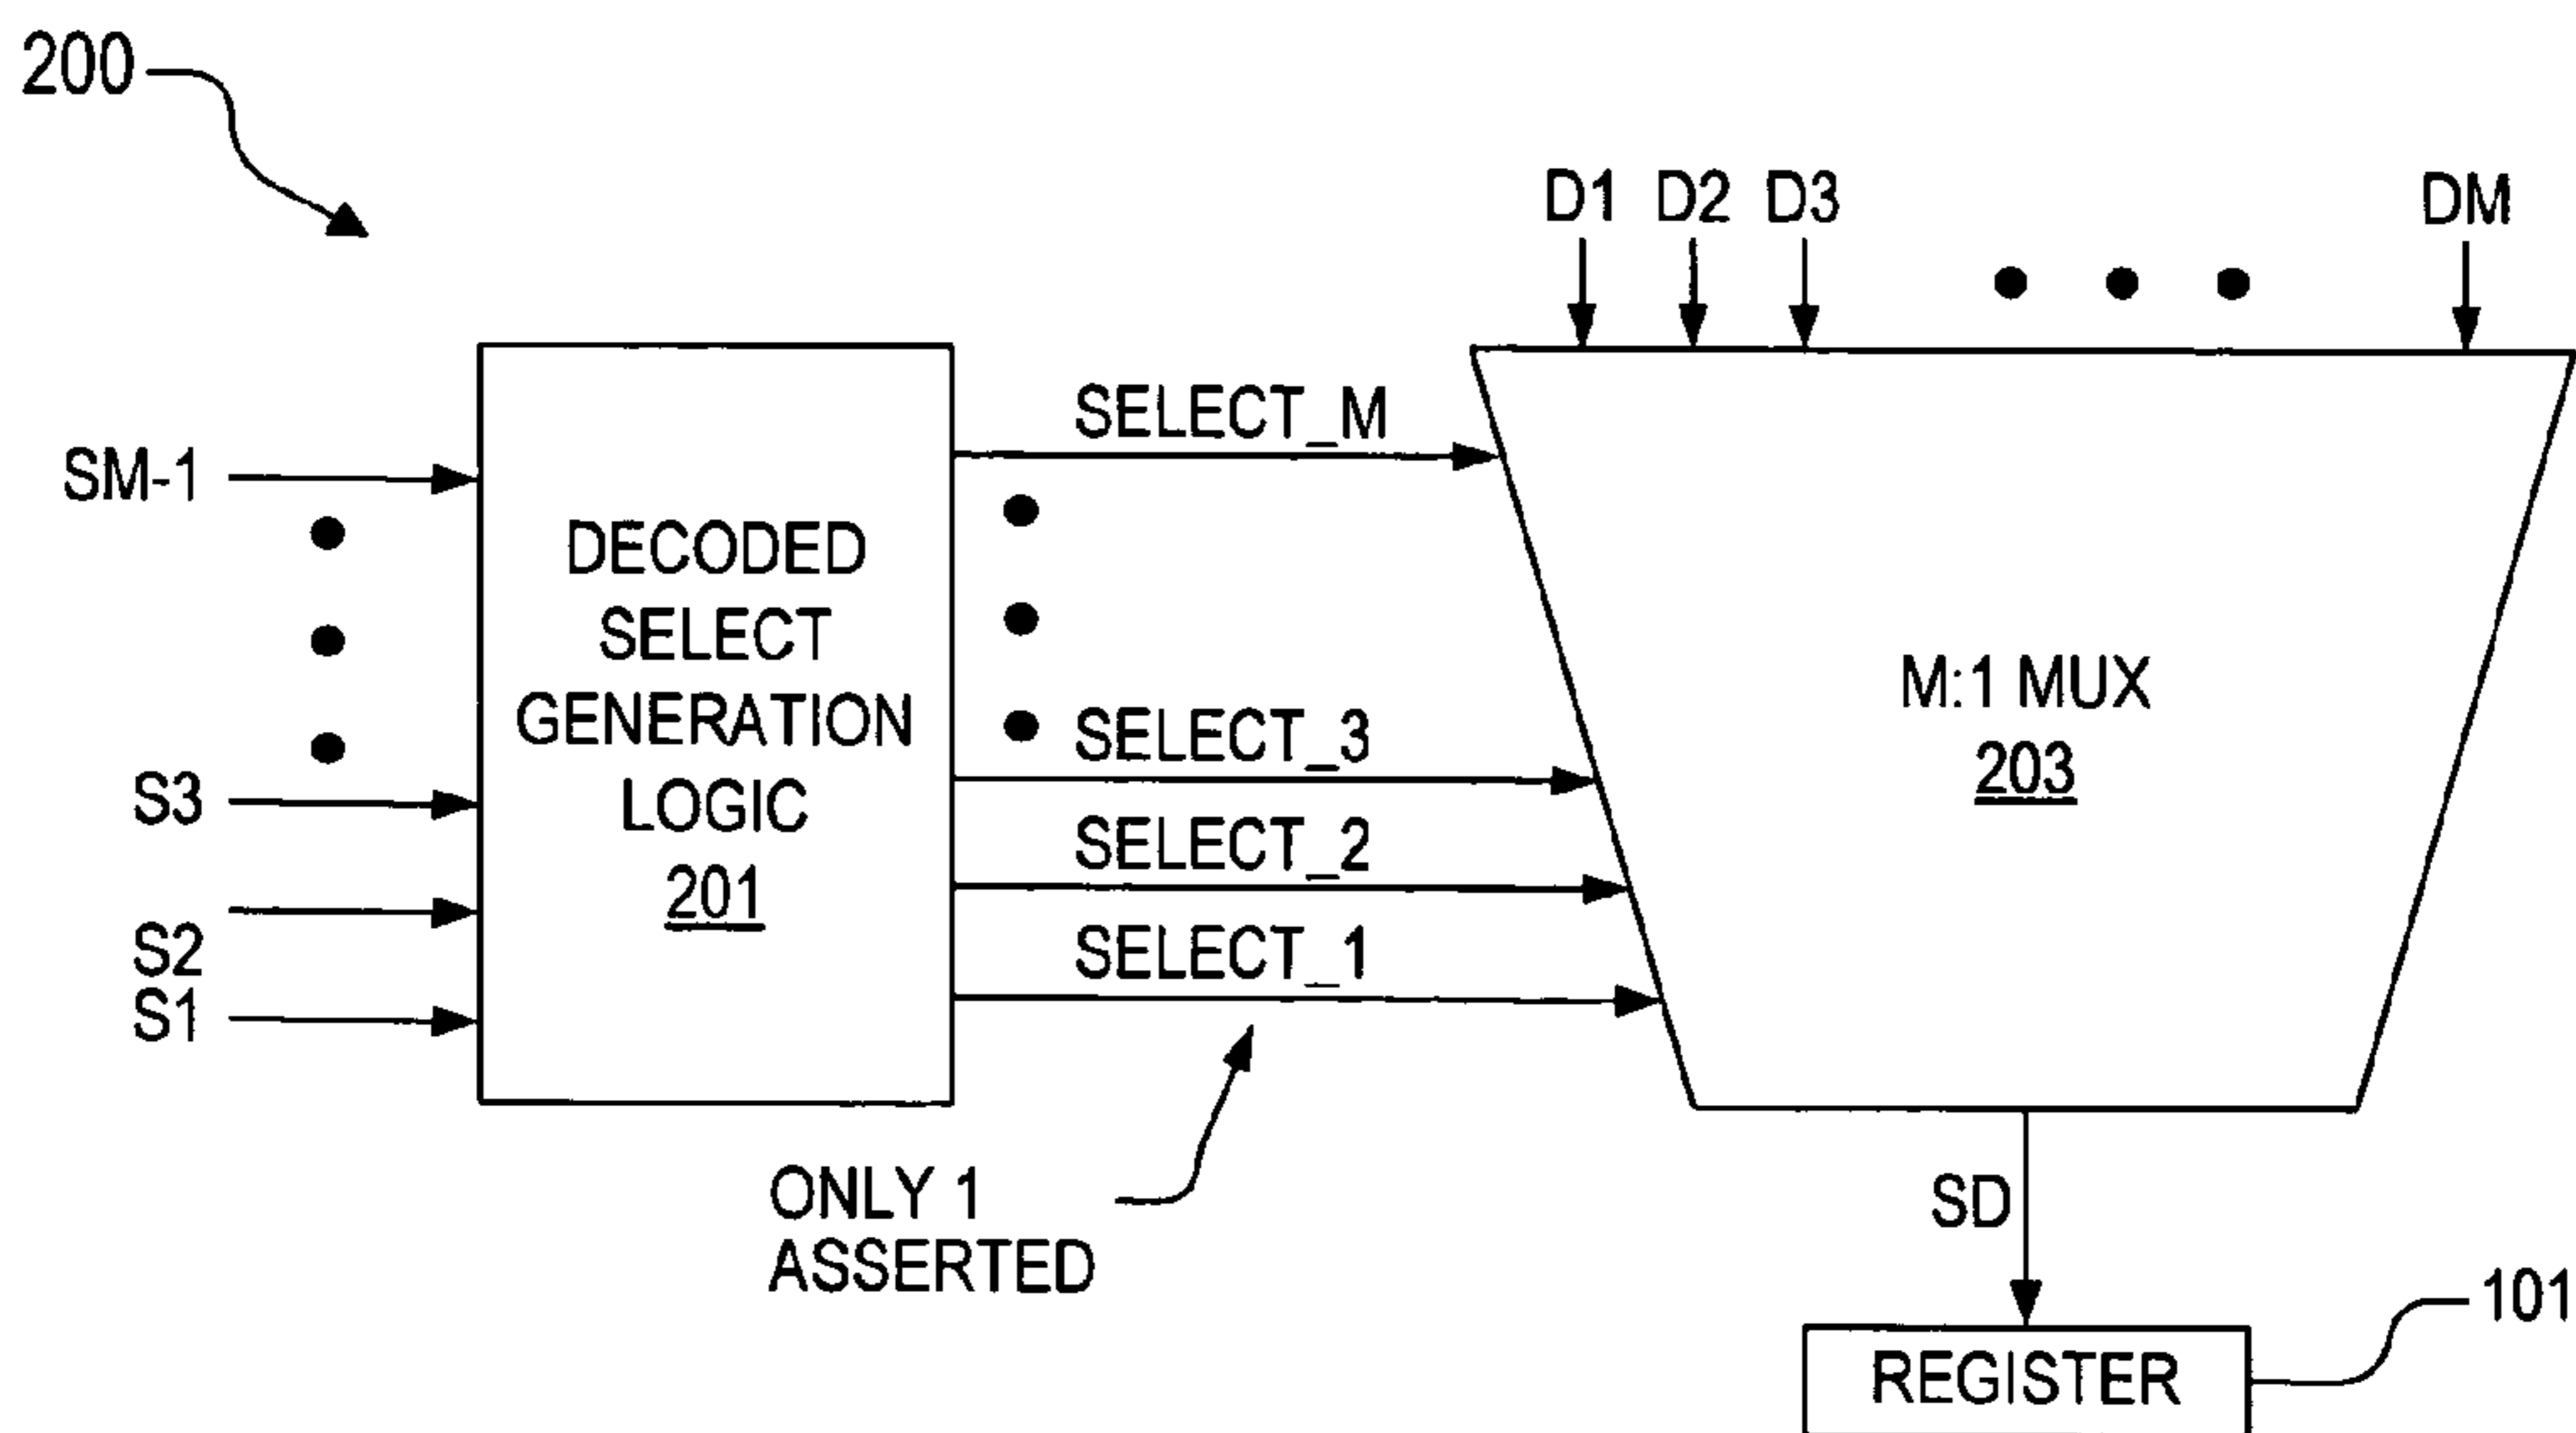 200
D1 D2 D3 DM
SM-1
S3
S2
S1
DECODED
SELECT
GENERATION
LOGIC
201
SELECT_M
SELECT_3
SELECT_2
SELECT_1
ONLY 1
ASSERTED
M:1 MUX
203
SD
REGISTER
101